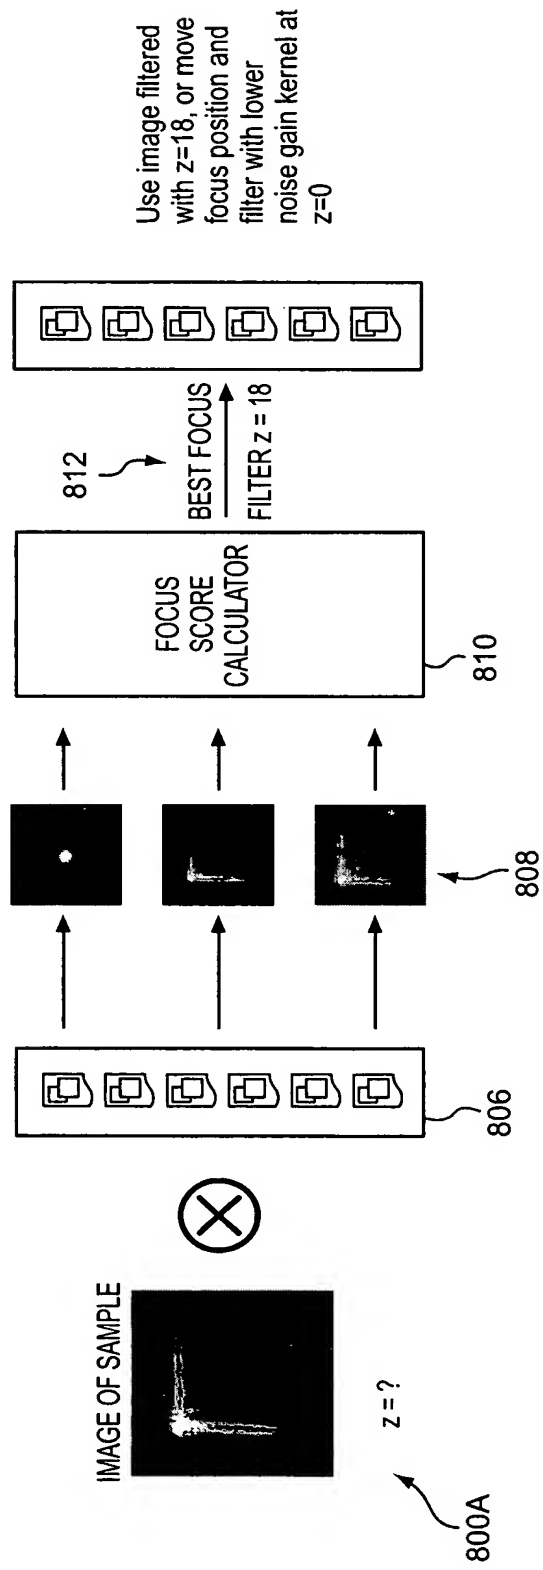 IMAGE OF SAMPLE
z = ?
800A
806
808
FOCUS
SCORE
CALCULATOR
810
812
BEST FOCUS
FILTER z = 18
Use image filtered
with z=18, or move
focus position and
filter with lower
noise gain kernel at
z=0